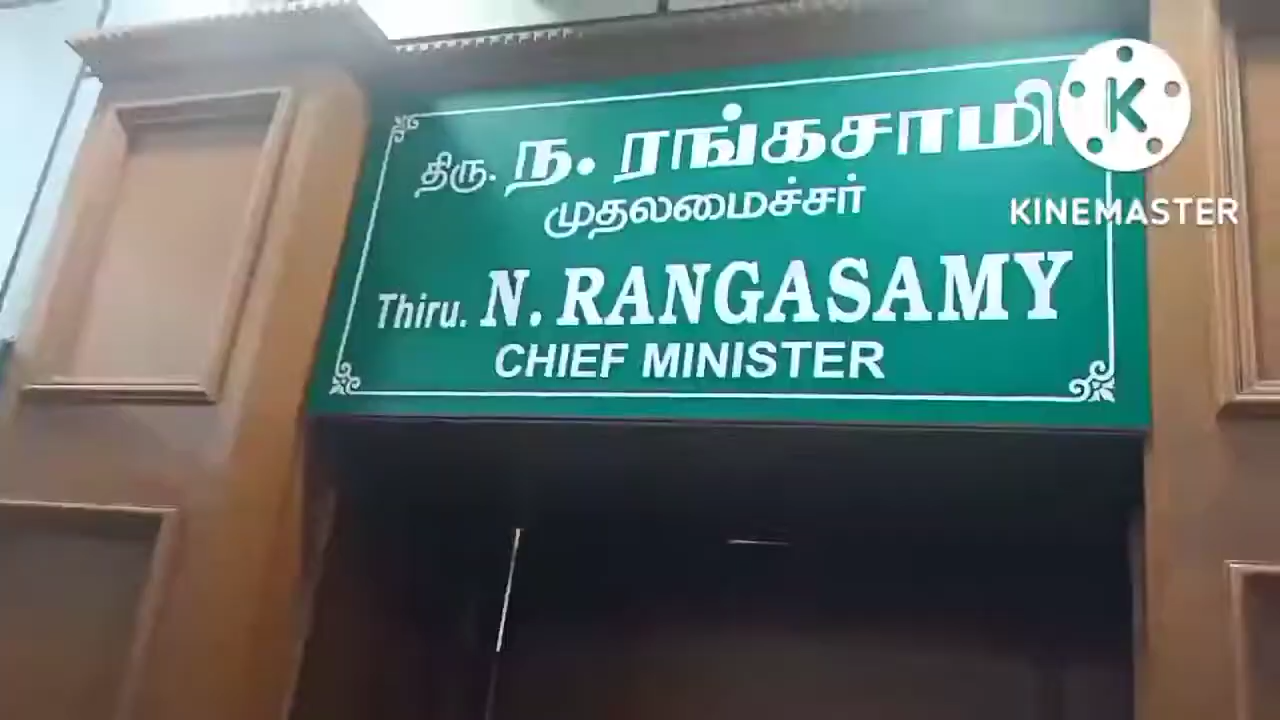 திரு. ந. ரங்கசாமி
முதலமைச்சர்
Thiru. N. RANGASAMY
CHIEF MINISTER
K
KINEMASTER